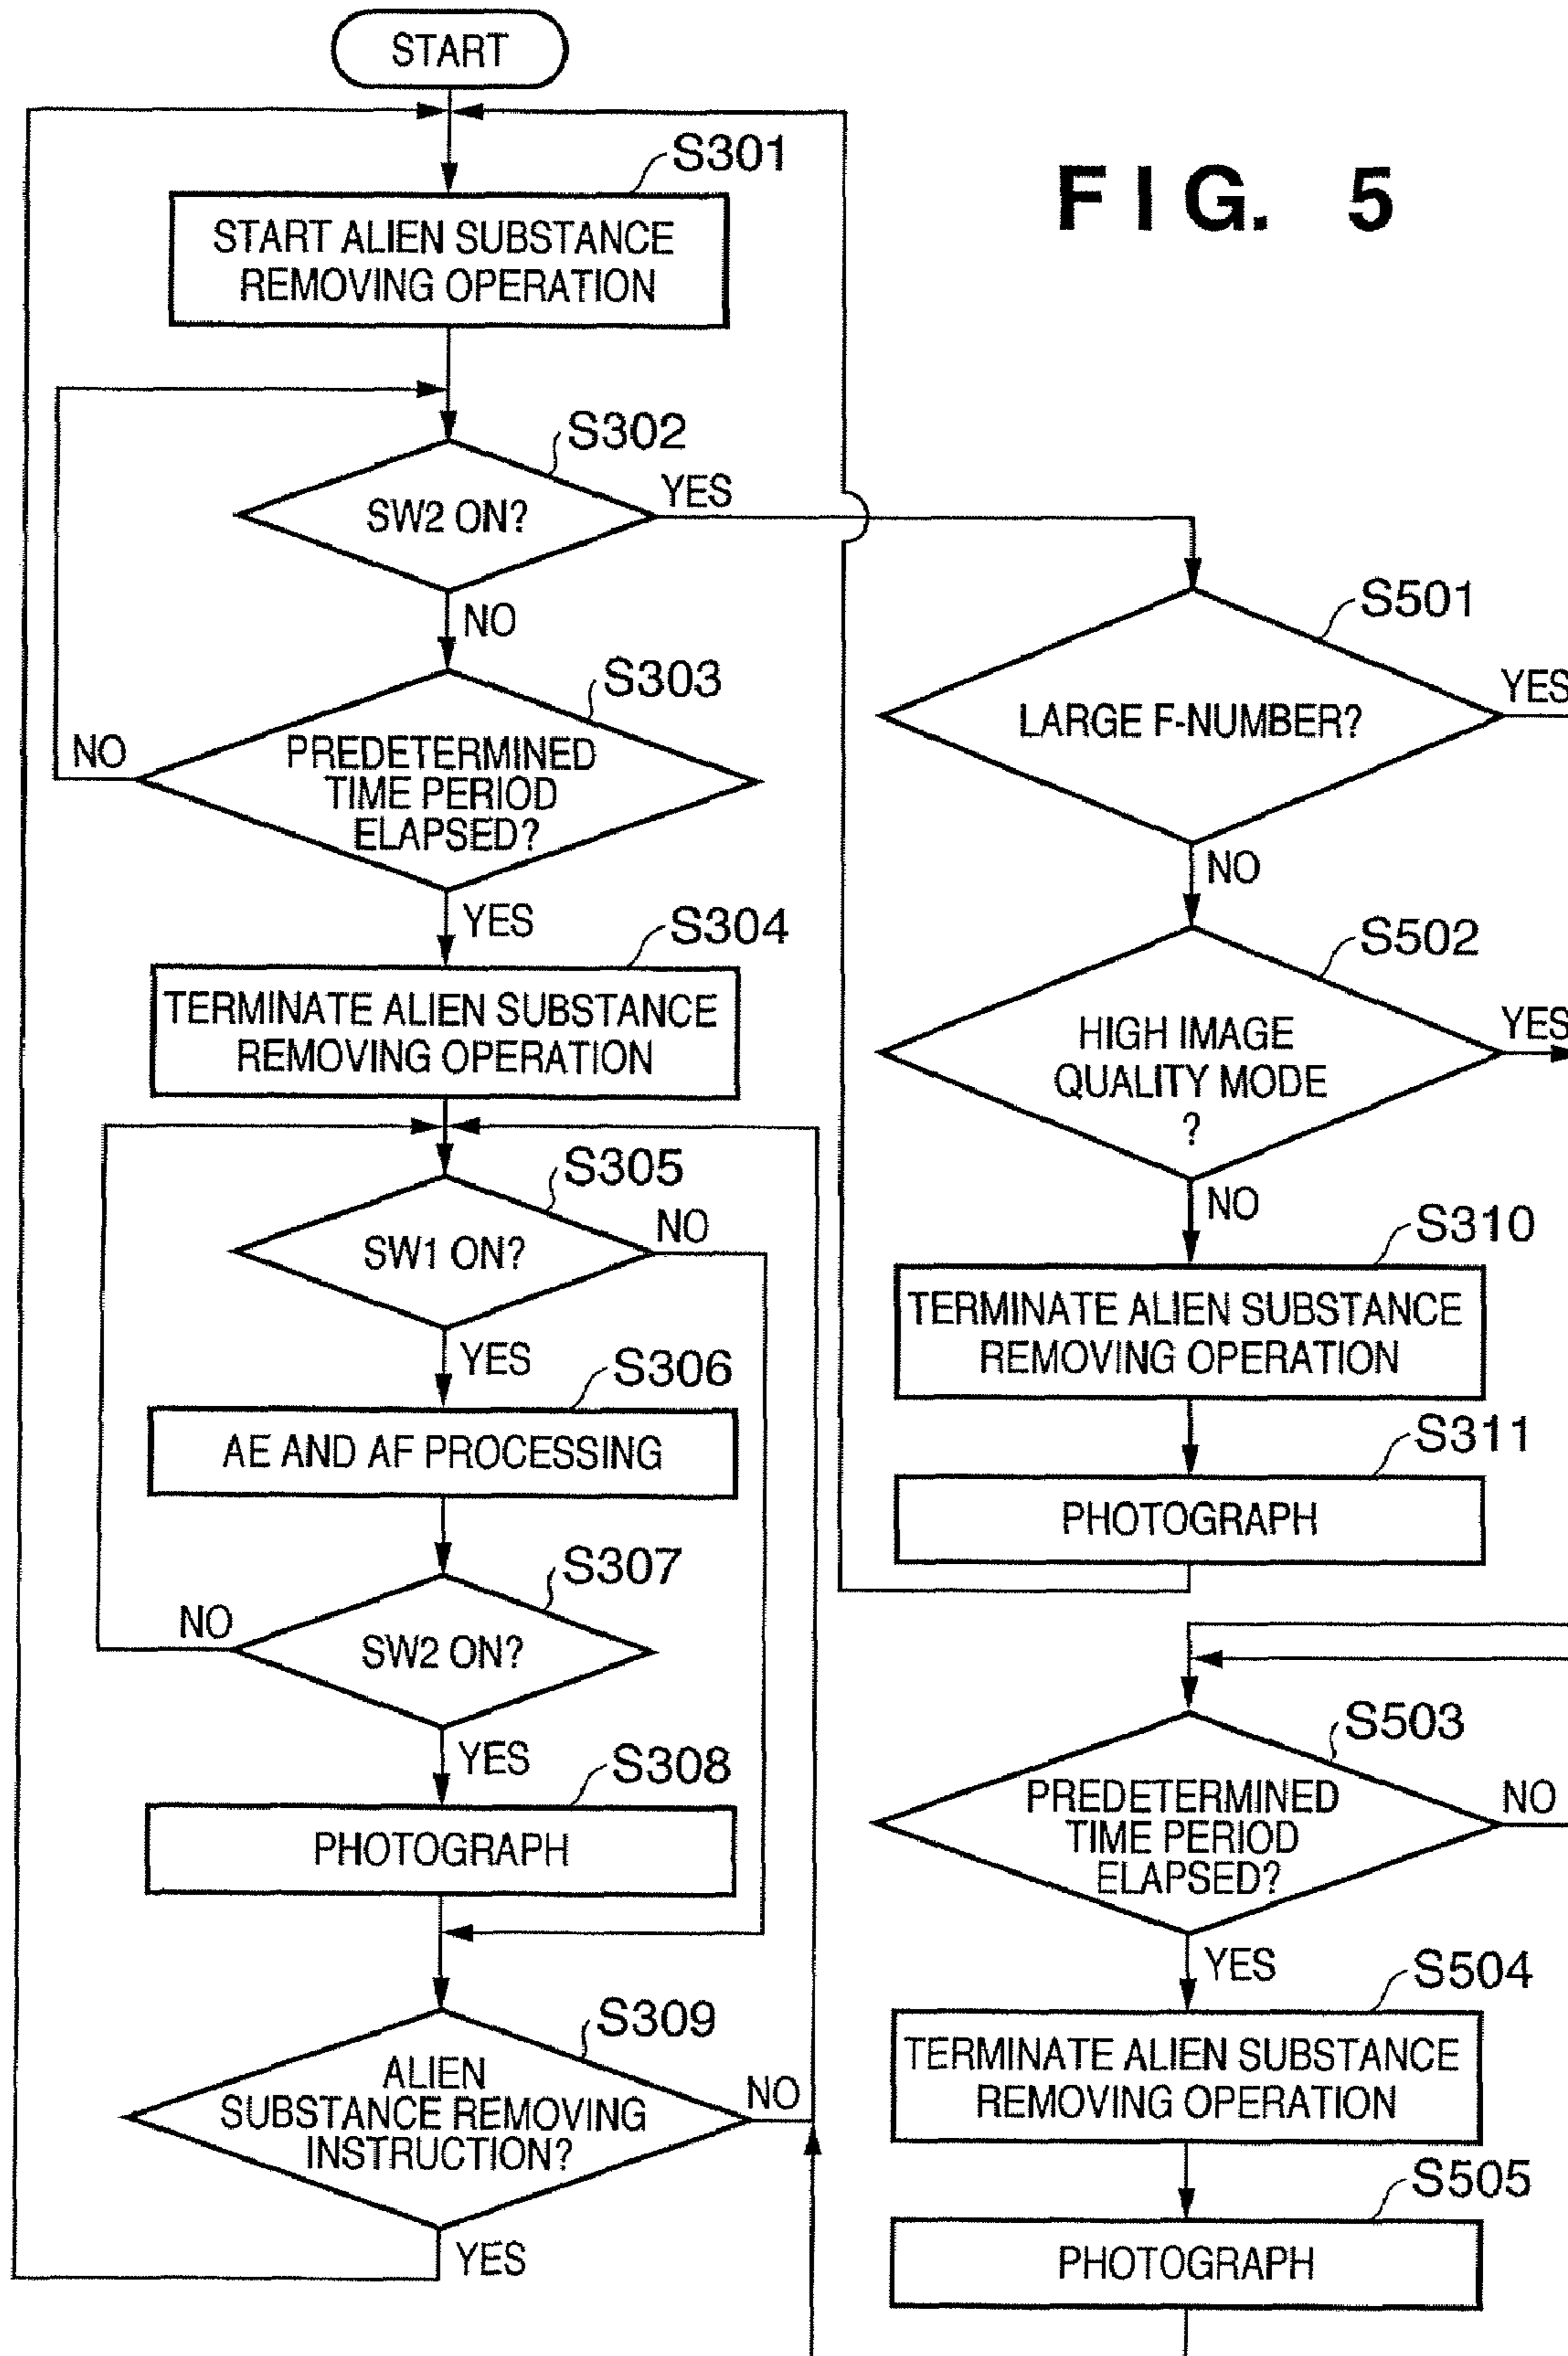 START
FIG. 5
S301
START ALIEN SUBSTANCE
REMOVING OPERATION
S302
SW2 ON?
YES
NO
S303
PREDETERMINED
TIME PERIOD
ELAPSED?
NO
YES
S304
TERMINATE ALIEN SUBSTANCE
REMOVING OPERATION
S305
SW1 ON?
NO
YES
S306
AE AND AF PROCESSING
S307
SW2 ON?
NO
YES
S308
PHOTOGRAPH
S309
ALIEN
SUBSTANCE REMOVING
INSTRUCTION?
NO
YES
S501
LARGE F-NUMBER?
YES
NO
S502
HIGH IMAGE
QUALITY MODE
?
YES
NO
S310
TERMINATE ALIEN SUBSTANCE
REMOVING OPERATION
S311
PHOTOGRAPH
S503
PREDETERMINED
TIME PERIOD
ELAPSED?
NO
YES
S504
TERMINATE ALIEN SUBSTANCE
REMOVING OPERATION
S505
PHOTOGRAPH